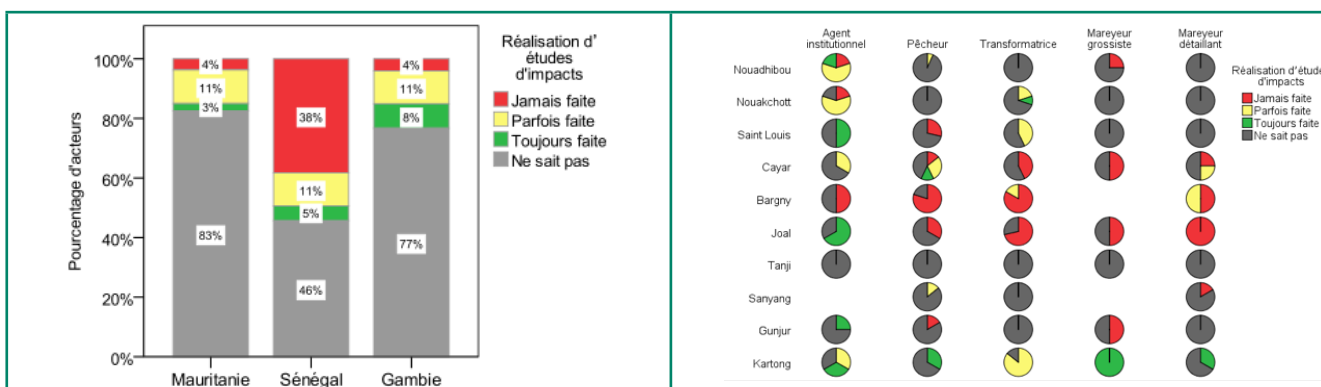 Pourcentage d'acteurs
100%
80%
60%
40%
20%
0%
4%
11%
3%
83%
38%
11%
5%
46%
4%
11%
8%
77%
Mauritanie Sénégal Gambie
Réalisation d'
études
d'impacts
Jamais faite
Parfois faite
Toujours faite
Ne sait pas
Agent
institutionnel
Pêcheur
Transformatrice
Mareyeur
grossiste
Mareyeur
détaillant
Nouadhibou
Nouakchott
Saint Louis
Cayar
Bargny
Joal
Tanji
Sanyang
Gunjur
Kartong
Réalisation d'étude
d'impacts
Jamais faite
Parfois faite
Toujours faite
Ne sait pas